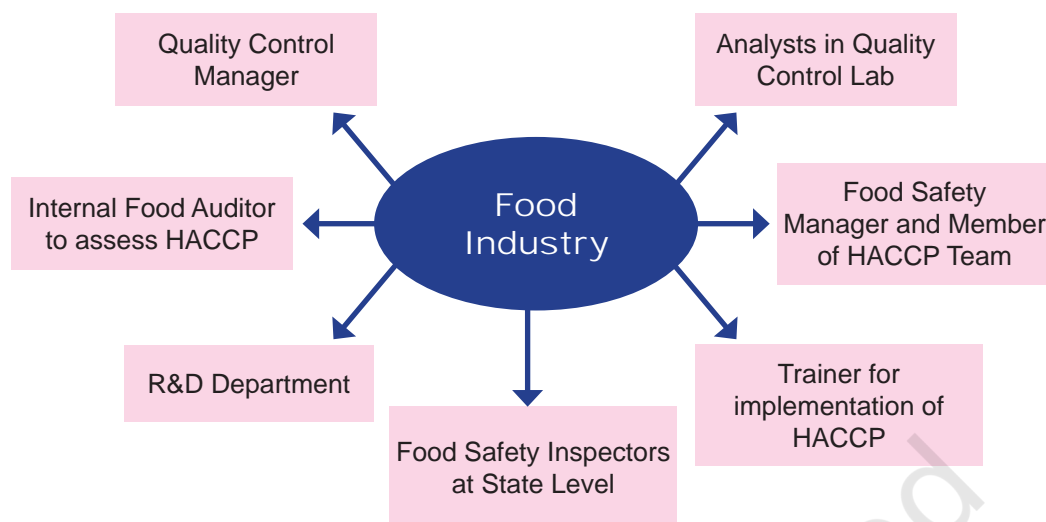 Quality Control
Manager
Analysts in Quality
Control Lab
Food
Industry
Internal Food Auditor
to assess HACCP
Food Safety
Manager and Member
of HACCP Team
R&D Department
Trainer for
implementation of
HACCP
Food Safety Inspectors
at State Level